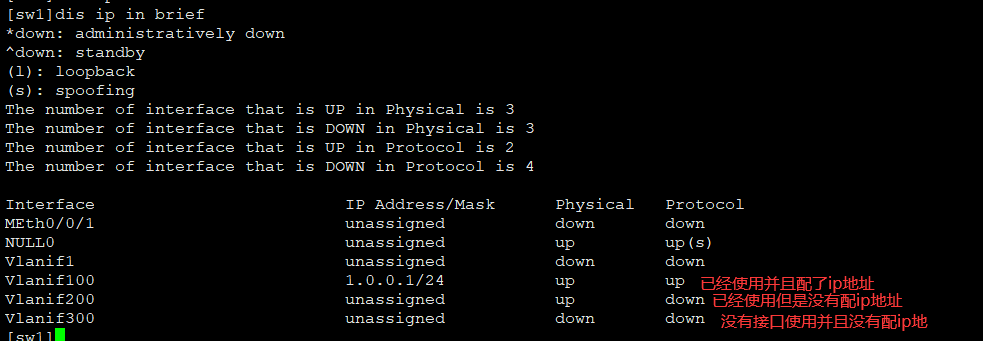 [sw1]dis ip in brief
*down: administratively down
^down: standby
(l): loopback
(s): spoofing
The number of interface that is UP in Physical is 3
The number of interface that is DOWN in Physical is 3
The number of interface that is UP in Protocol is 2
The number of interface that is DOWN in Protocol is 4
Interface IP Address/Mask Physical Protocol
MEth0/0/1 unassigned down down
NULL0 unassigned up up(s)
Vlanif1 unassigned down down
Vlanif100 1.0.0.1/24 up up 已经使用并且配了ip地址
Vlanif200 unassigned up down 已经使用但是没有配ip地址
Vlanif300 unassigned down down 没有接口使用并且没有配ip地
[sw1]